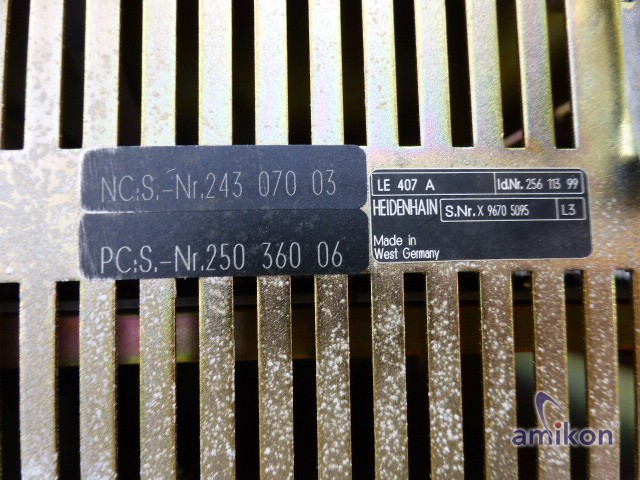 NC:S.-Nr.243 070 03
PC:S.-Nr.250 360 06
LE 407 A
Id.Nr. 256 113 99
HEIDENHAIN
S.Nr. X 9670 5095
L3
Made in
West Germany
amikon